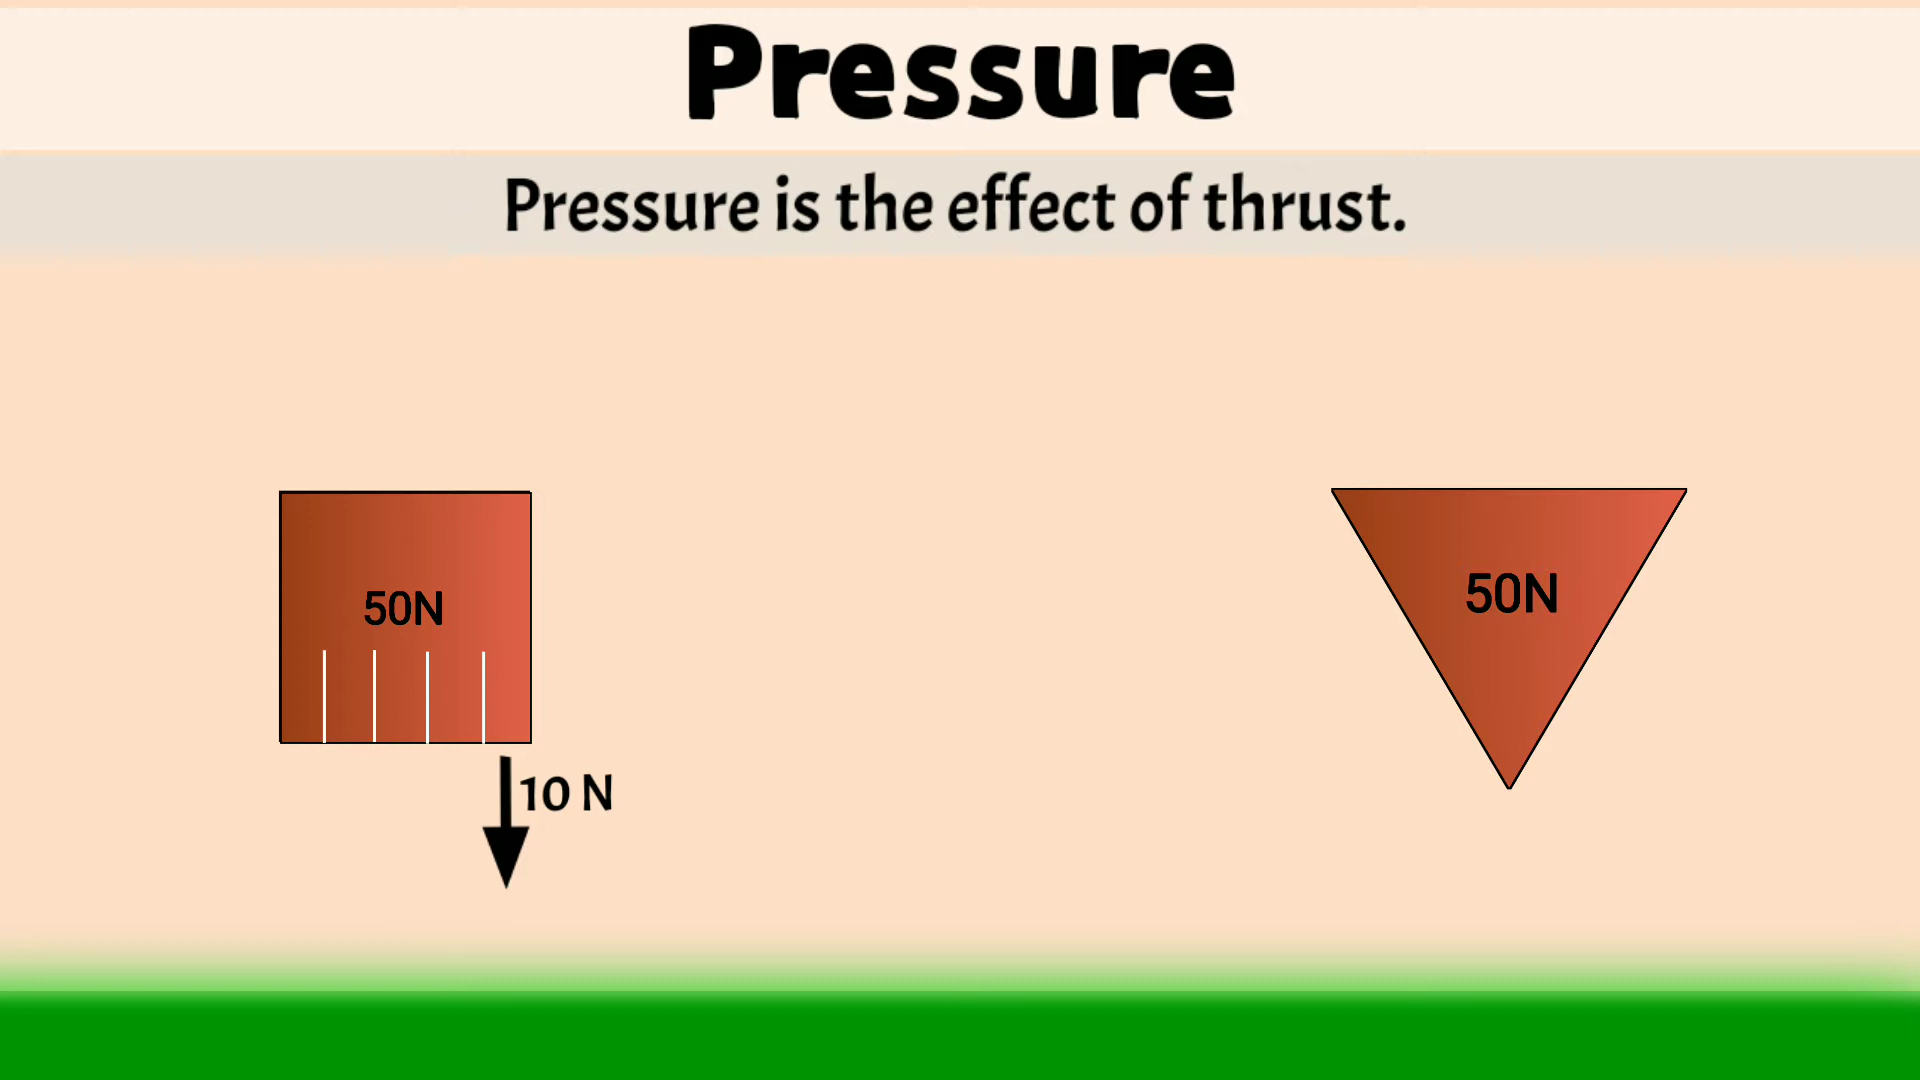 Pressure
Pressure is the effect of thrust.
50N
50N
10 N